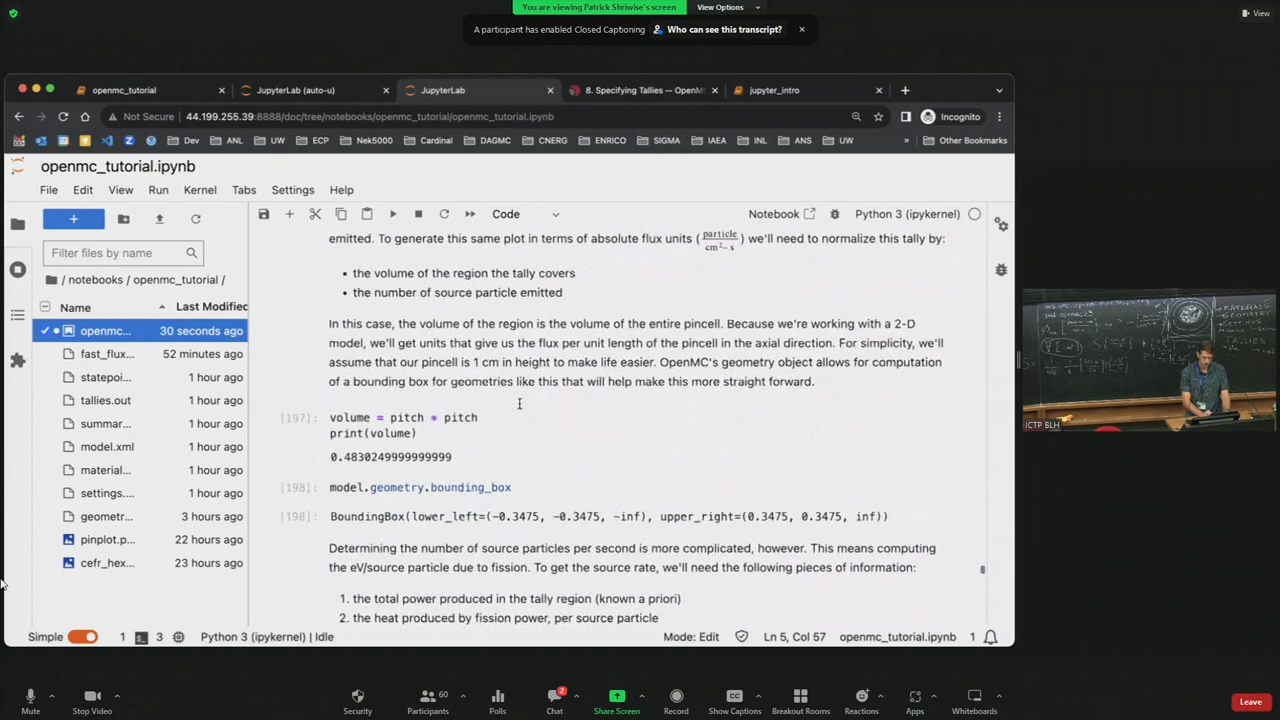 You are viewing Patrick Shriwise's screen
View Options
View
A participant has enabled Closed Captioning
Who can see this transcript?
openmc_tutorial
JupyterLab (auto-u)
JupyterLab
8. Specifying Tallies — OpenM
jupyter_intro
Not Secure
44.199.255.39:8888/doc/tree/notebooks/openmc_tutorial/openmc_tutorial.ipynb
Incognito
Dev
ANL
UW
ECP
Nek5000
Cardinal
DAGMC
CNERG
ENRICO
SIGMA
IAEA
INL
ANS
UW
» Other Bookmarks
openmc_tutorial.ipynb
File Edit View Run Kernel Tabs Settings Help
Code
Notebook
Python 3 (ipykernel)
Filter files by name
/ notebooks / openmc_tutorial /
Name Last Modified
openmc... 30 seconds ago
fast_flux... 52 minutes ago
statepoi... 1 hour ago
tallies.out 1 hour ago
summar... 1 hour ago
model.xml 1 hour ago
material... 1 hour ago
settings.... 1 hour ago
geometr... 3 hours ago
pinplot.p... 22 hours ago
cefr_hex... 23 hours ago
emitted. To generate this same plot in terms of absolute flux units (particle/cm²−s) we'll need to normalize this tally by:
• the volume of the region the tally covers
• the number of source particle emitted
In this case, the volume of the region is the volume of the entire pincell. Because we're working with a 2-D
model, we'll get units that give us the flux per unit length of the pincell in the axial direction. For simplicity, we'll
assume that our pincell is 1 cm in height to make life easier. OpenMC's geometry object allows for computation
of a bounding box for geometries like this that will help make this more straight forward.
[197]: volume = pitch * pitch
print(volume)
0.4830249999999999
[198]: model.geometry.bounding_box
[198]: BoundingBox(lower_left=(-0.3475, -0.3475, -inf), upper_right=(0.3475, 0.3475, inf))
Determining the number of source particles per second is more complicated, however. This means computing
the eV/source particle due to fission. To get the source rate, we'll need the following pieces of information:
1. the total power produced in the tally region (known a priori)
2. the heat produced by fission power, per source particle
Simple 1 3 Python 3 (ipykernel) | Idle
Mode: Edit
Ln 5, Col 57
openmc_tutorial.ipynb
1
ICTP BLH
Mute
Stop Video
Security
60
Participants
Polls
2
Chat
Share Screen
Record
CC
Show Captions
Breakout Rooms
Reactions
Apps
Whiteboards
Leave